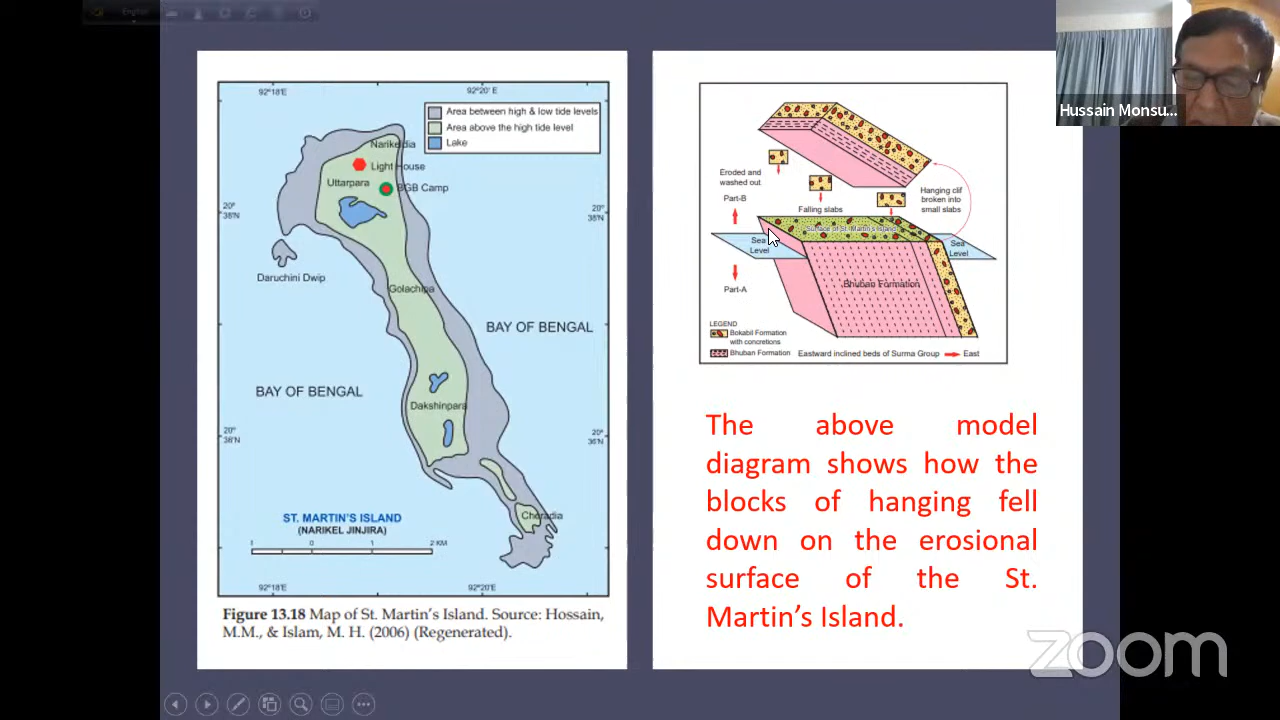 English
92°18'E
92°20' E
Area between high & low tide levels
Area above the high tide level
Lake
Narikeldia
Light House
Uttarpara
BGB Camp
20°
38'N
20°
38'N
Daruchini Dwip
Golachipa
BAY OF BENGAL
BAY OF BENGAL
Dakshinpara
20°
36'N
20°
36'N
Cheradia
ST. MARTIN'S ISLAND
(NARIKEL JINJIRA)
1 0 1 2 KM
92°18'E
92°20' E
Figure 13.18 Map of St. Martin's Island. Source: Hossain,
M.M., & Islam, M. H. (2006) (Regenerated).
Eroded and
washed out
Part-B
Falling slabs
Hanging clif
broken into
small slabs
Surface of St. Martin's Island
Sea
Level
Sea
Level
Part-A
Bhuban Formation
LEGEND
Bokabil Formation
with concretions
Bhuban Formation
Eastward inclined beds of Surma Group
East
The above model
diagram shows how the
blocks of hanging fell
down on the erosional
surface of the St.
Martin's Island.
Hussain Monsu...
zoom